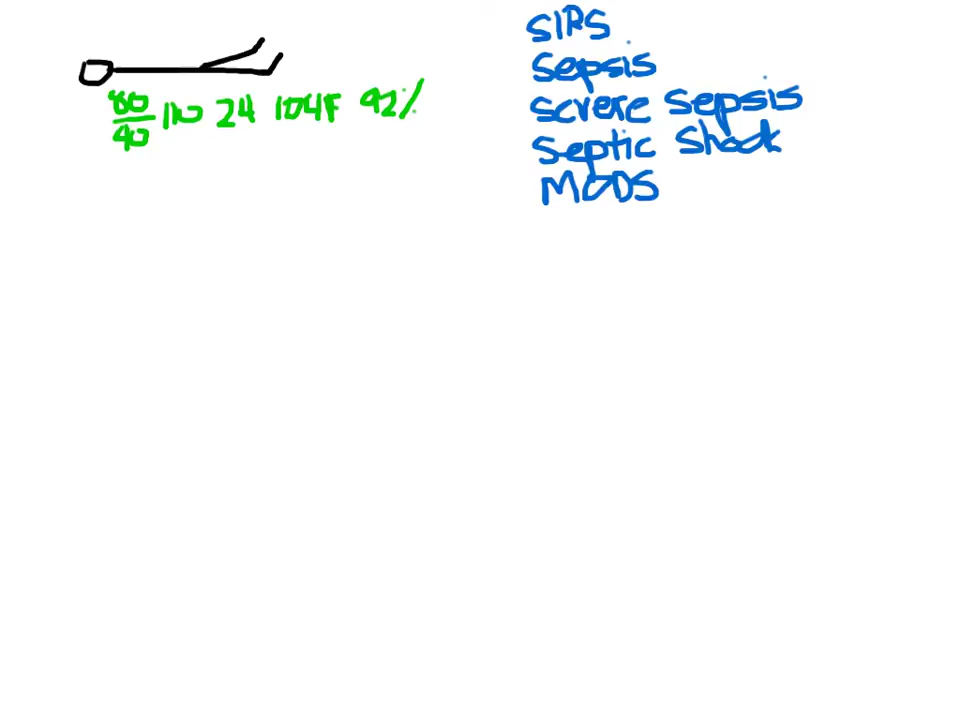 SIRS
Sepsis
80/40 110 24 104F 92%
Severe Sepsis
Septic Shock
MODS